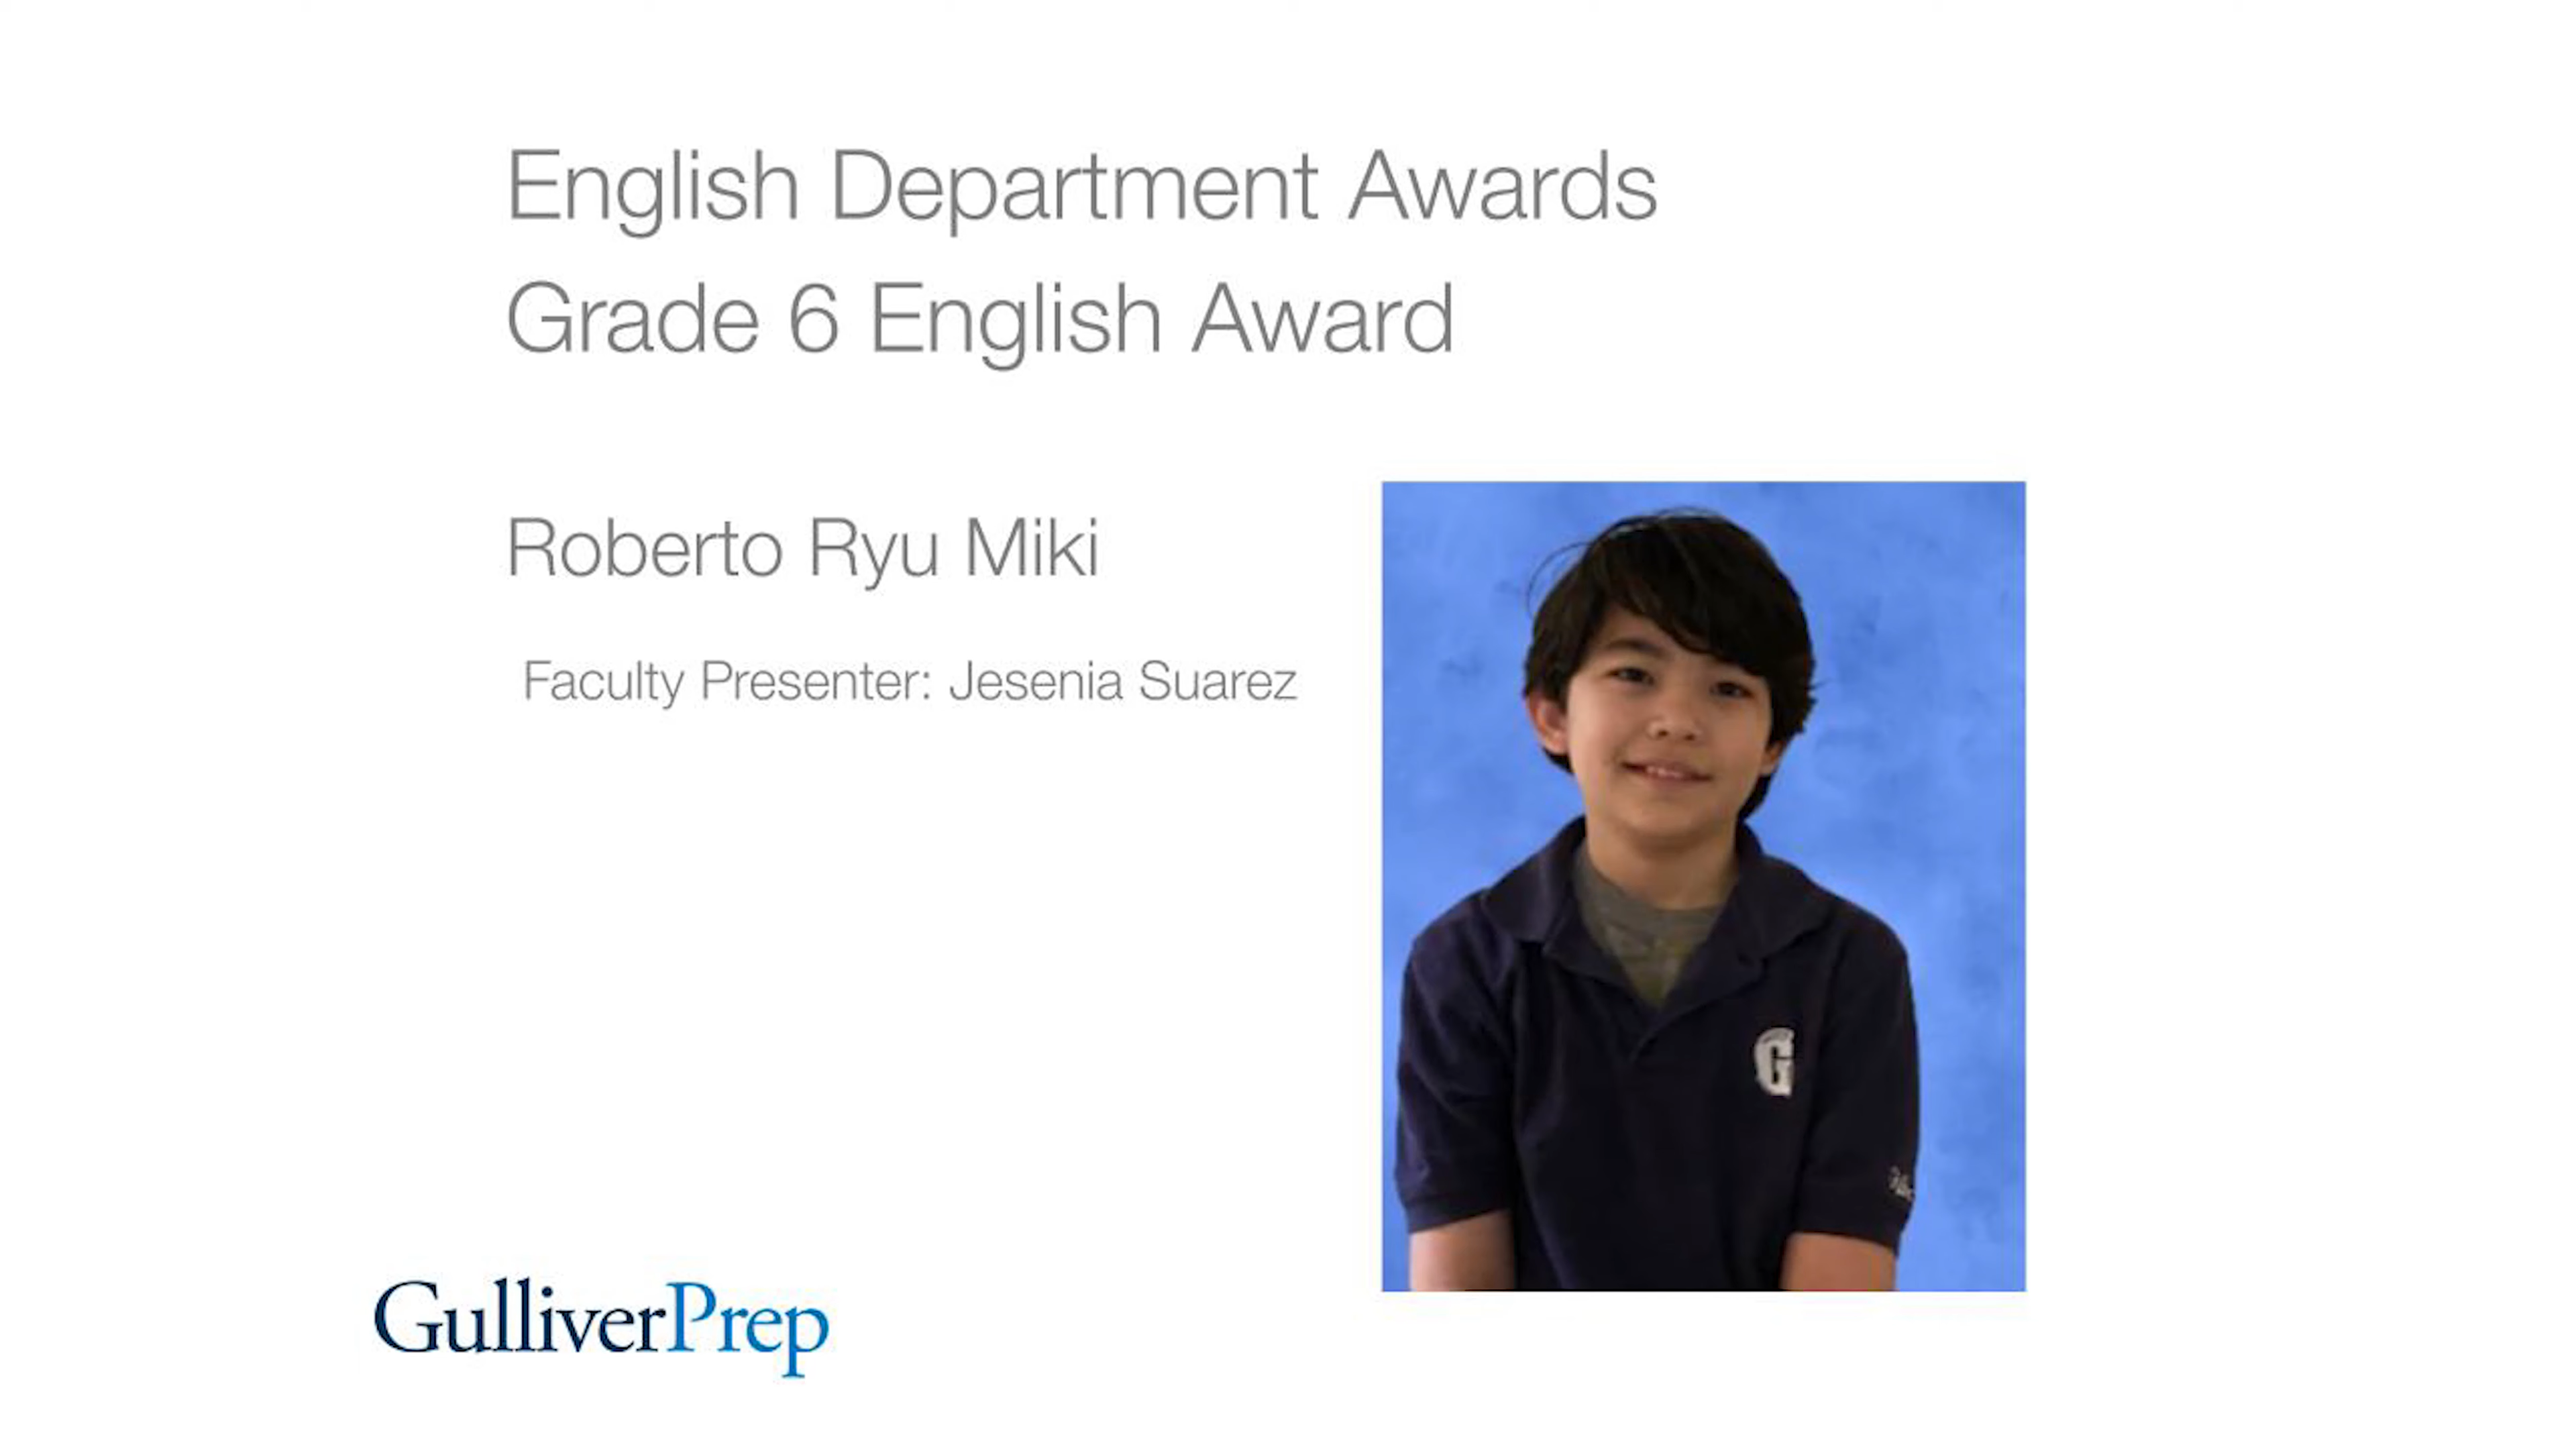 English Department Awards
Grade 6 English Award
Roberto Ryu Miki
Faculty Presenter: Jesenia Suarez
G
GulliverPrep